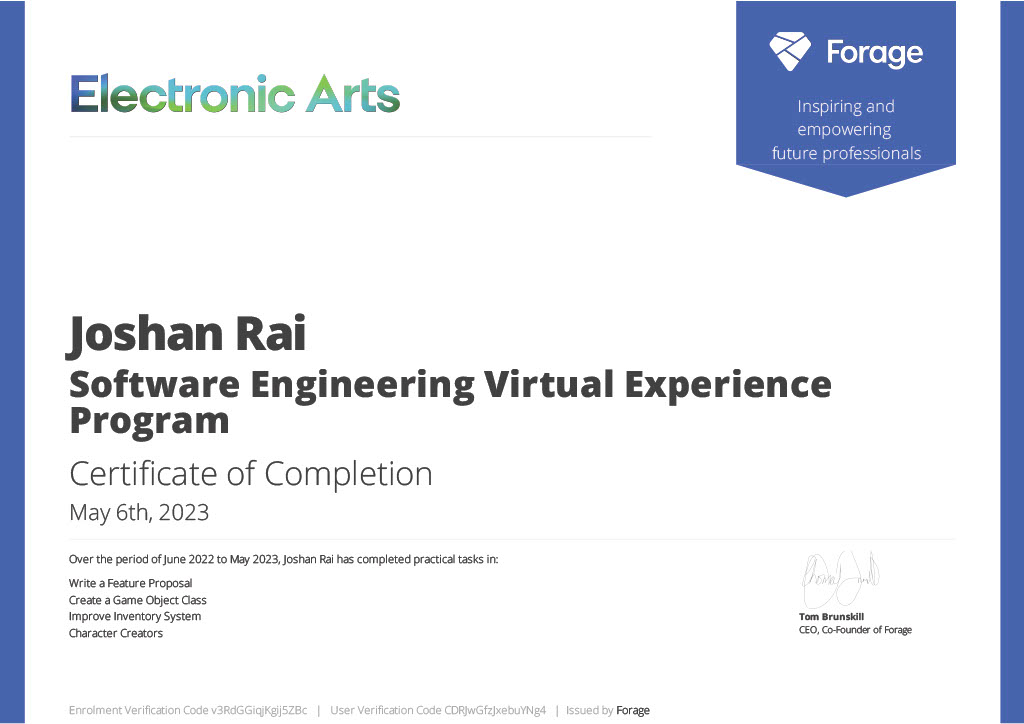 Electronic Arts
Forage
Inspiring and
empowering
future professionals
Joshan Rai
Software Engineering Virtual Experience
Program
Certificate of Completion
May 6th, 2023
Over the period of June 2022 to May 2023, Joshan Rai has completed practical tasks in:
Write a Feature Proposal
Create a Game Object Class
Improve Inventory System
Character Creators
Tom Brunskill
CEO, Co-Founder of Forage
Enrolment Verification Code v3RdGGiqjKgij5ZBc | User Verification Code CDRJwGfzJxebuYNg4 | Issued by Forage